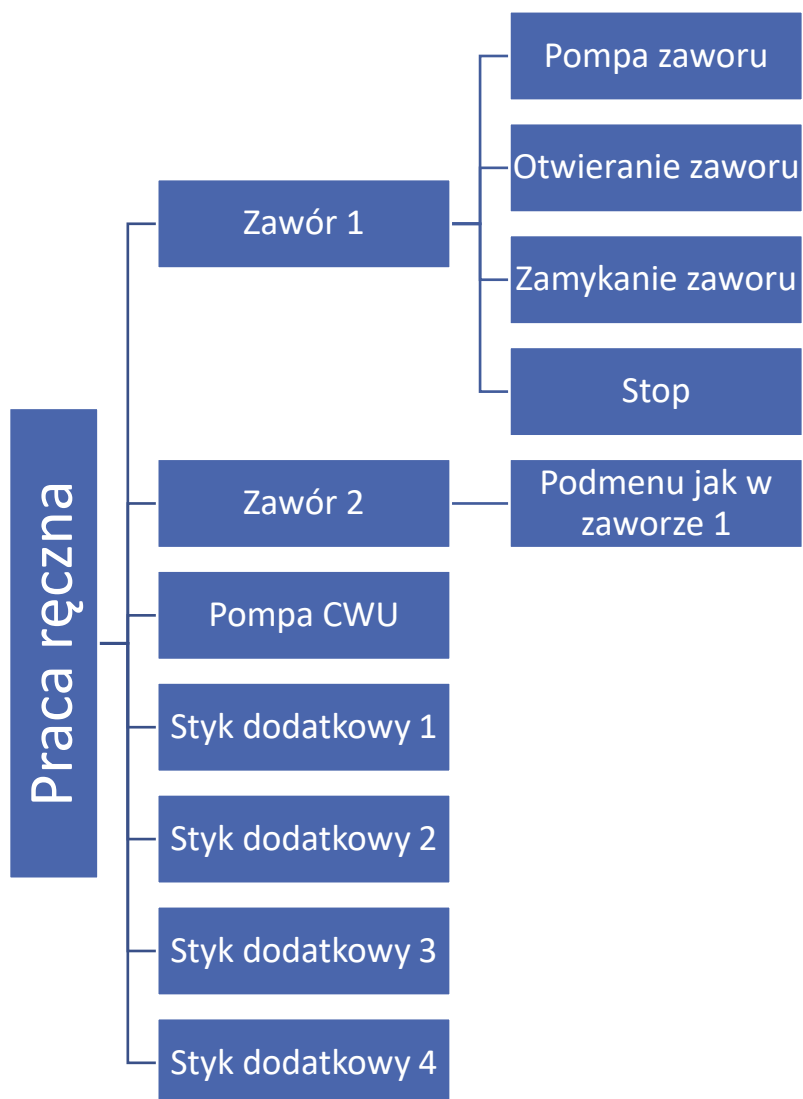 Praca ręczna
Zawór 1
Pompa zaworu
Otwieranie zaworu
Zamykanie zaworu
Stop
Zawór 2
Podmenu jak w
zaworze 1
Pompa CWU
Styk dodatkowy 1
Styk dodatkowy 2
Styk dodatkowy 3
Styk dodatkowy 4